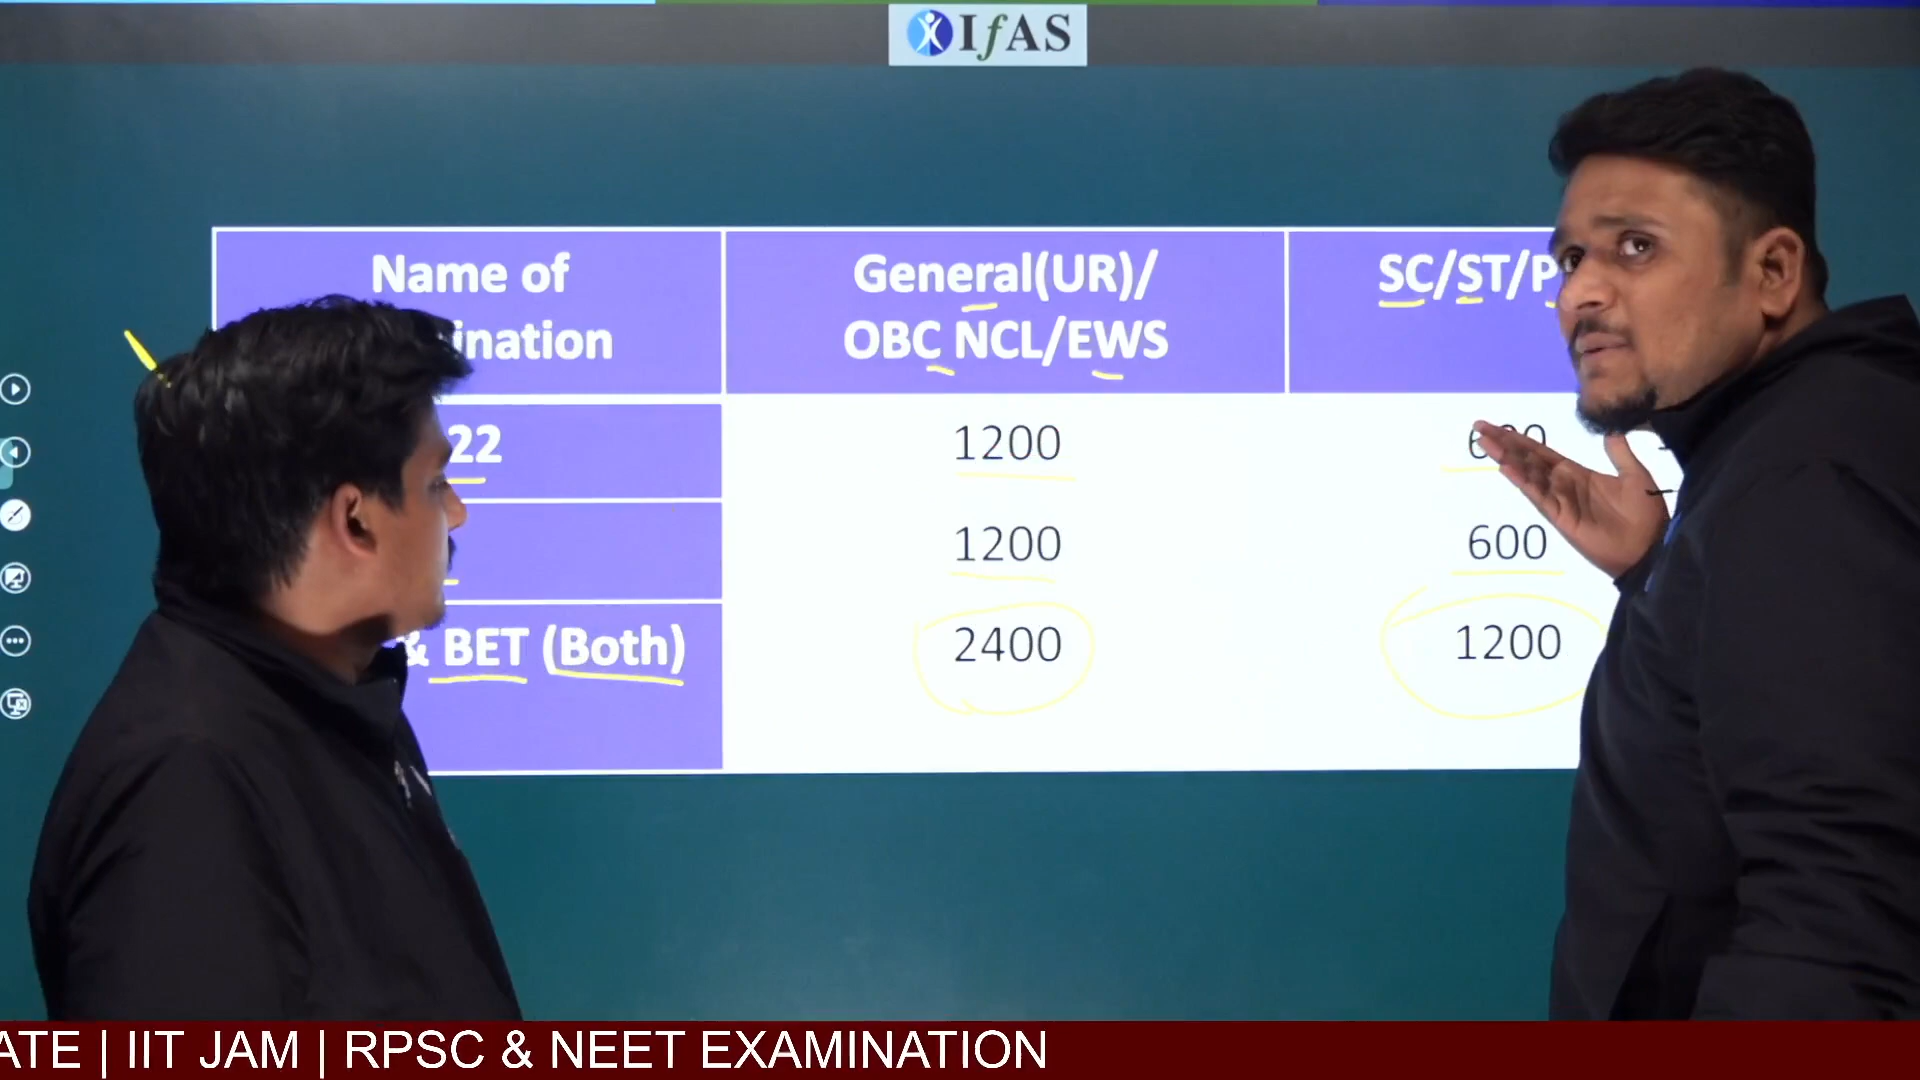 IfAS
Name of
ination
General(UR)/
OBC NCL/EWS
SC/ST/P
22
1200
600
1200
600
& BET (Both)
2400
1200
ATE | IIT JAM | RPSC & NEET EXAMINATION